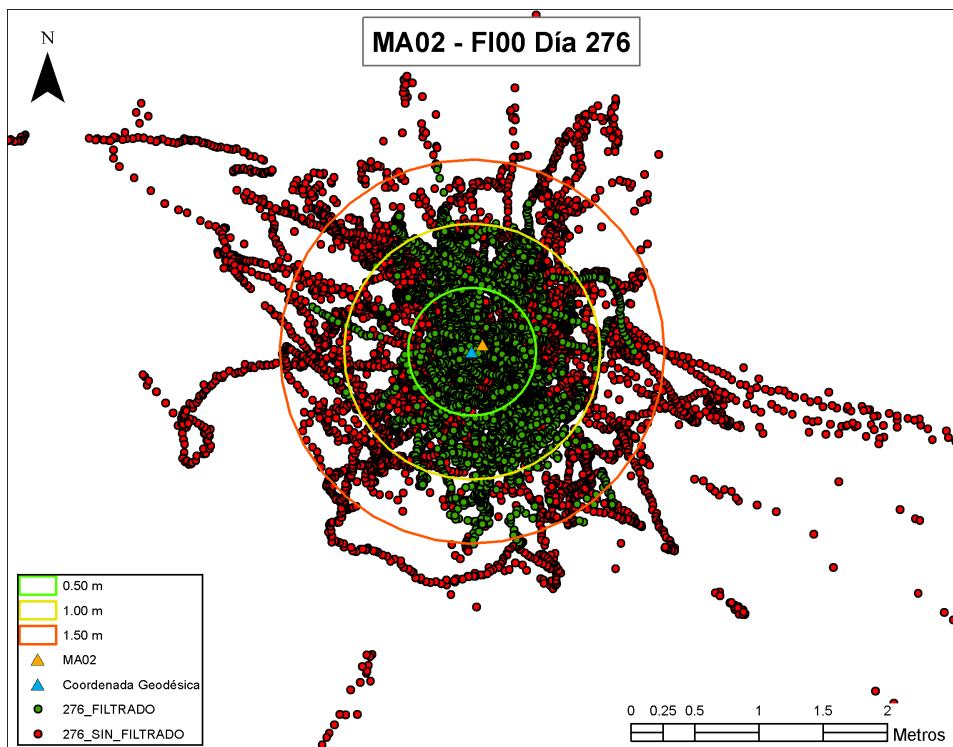 MA02 - FI00 Día 276
N
0.50 m
1.00 m
1.50 m
MA02
Coordenada Geodésica
276_FILTRADO
276_SIN_FILTRADO
0 0.25 0.5 1 1.5 2
Metros